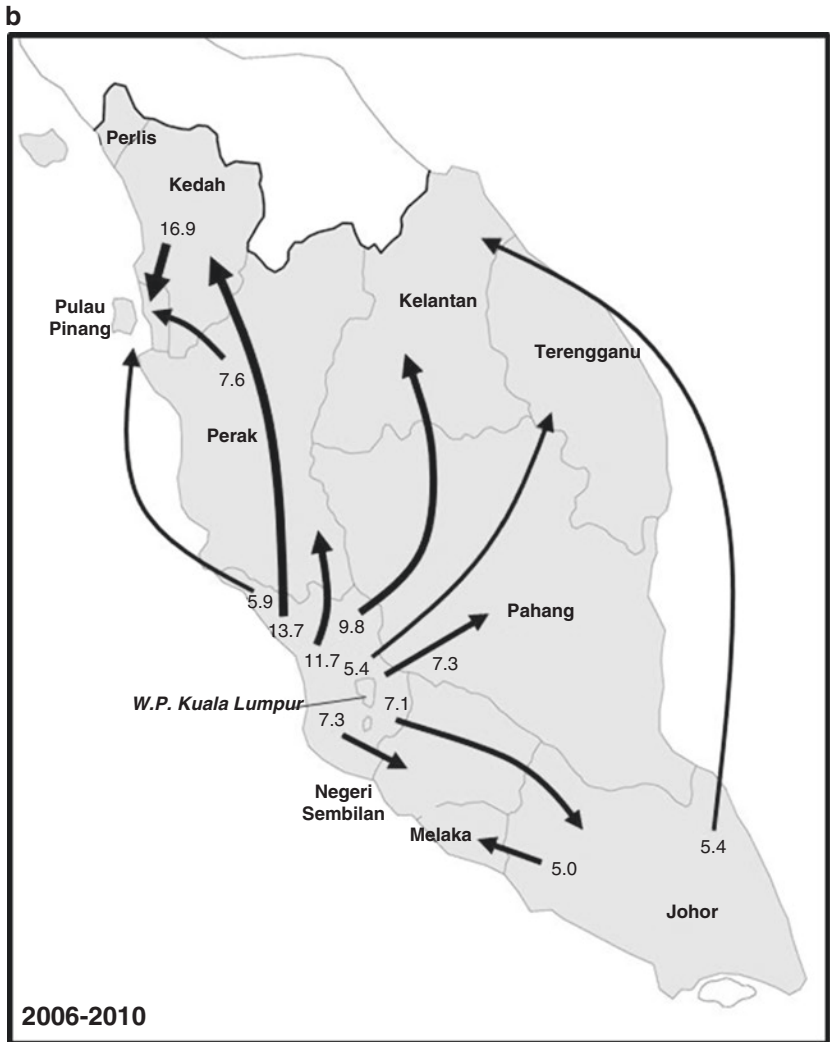 b
Perlis
Kedah
16.9
Pulau
Pinang
Kelantan
Terengganu
7.6
Perak
5.9
13.7
9.8
Pahang
11.7
5.4
7.3
W.P. Kuala Lumpur
7.1
7.3
Negeri
Sembilan
Melaka
5.4
5.0
Johor
2006-2010